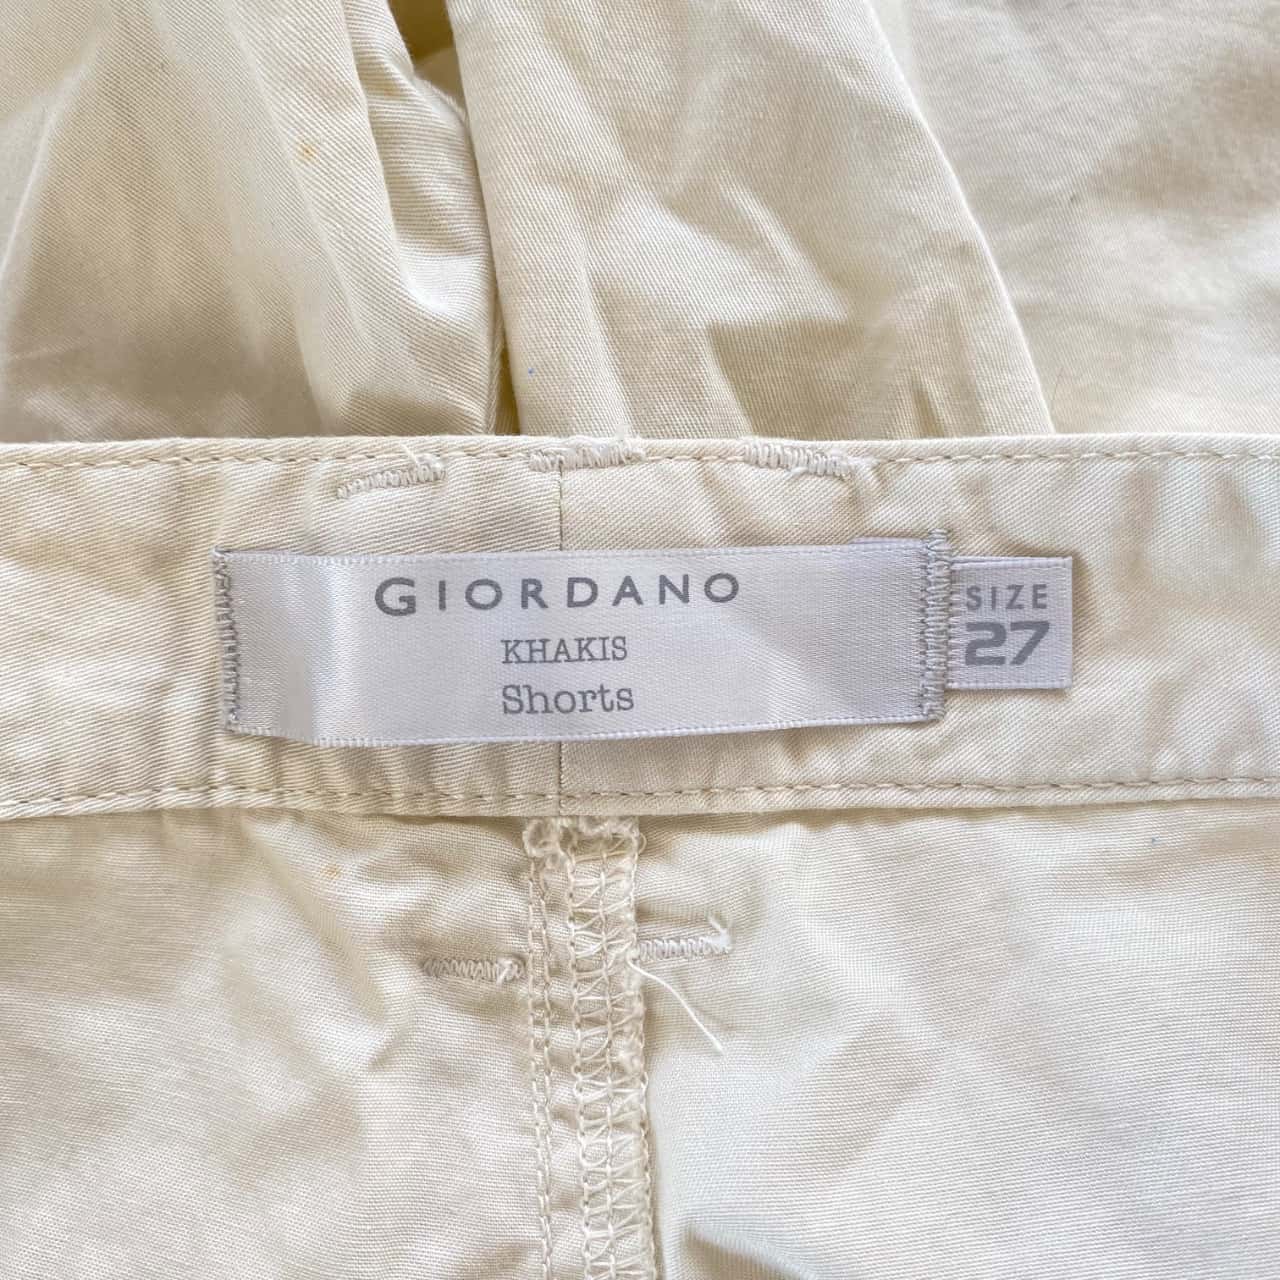 GIORDANO
KHAKIS
Shorts
SIZE
27